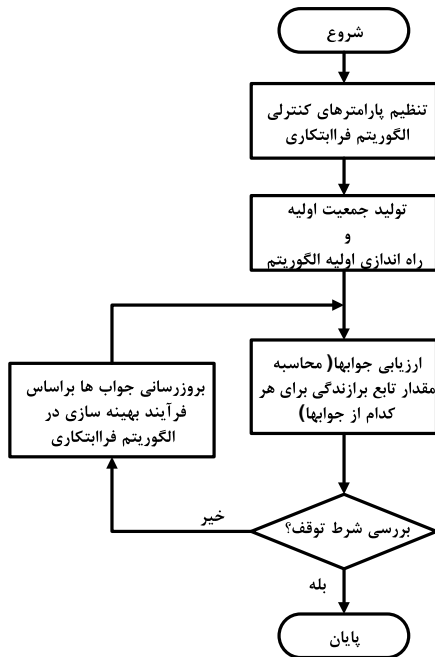 شروع
تنظیم پارامترهای کنترلی
الگوریتم فراابتکاری
تولید جمعیت اولیه
و
راه اندازی اولیه الگوریتم
ارزیابی جوابها( محاسبه
مقدار تابع برازندگی برای هر
کدام از جوابها)
بروزرسانی جواب ها براساس
فرآیند بهینه سازی در
الگوریتم فراابتکاری
بررسی شرط توقف؟
خیر
بله
پایان